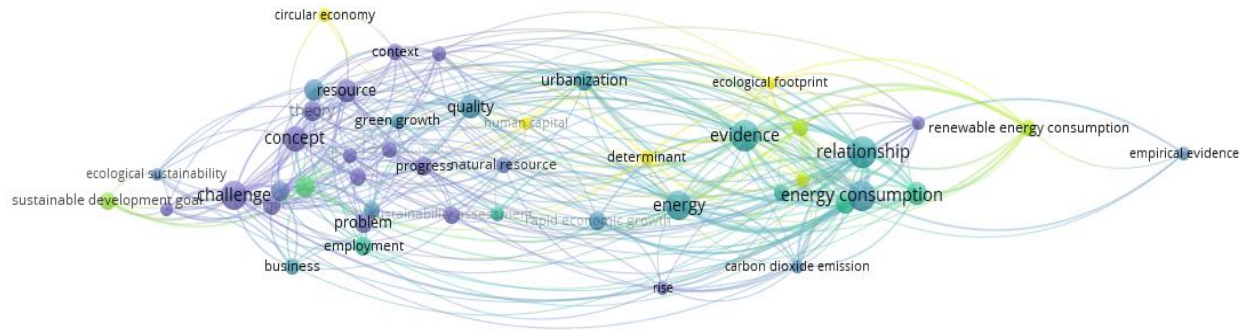 circular economy
context
resource
theory
concept
green growth
quality
urbanization
human capital
ecological footprint
evidence
determinant
relationship
renewable energy consumption
empirical evidence
progress
natural resource
ecological sustainability
sustainable development goal
challenge
problem
sustainability assessment
rapid economic growth
energy
energy consumption
employment
business
carbon dioxide emission
rise